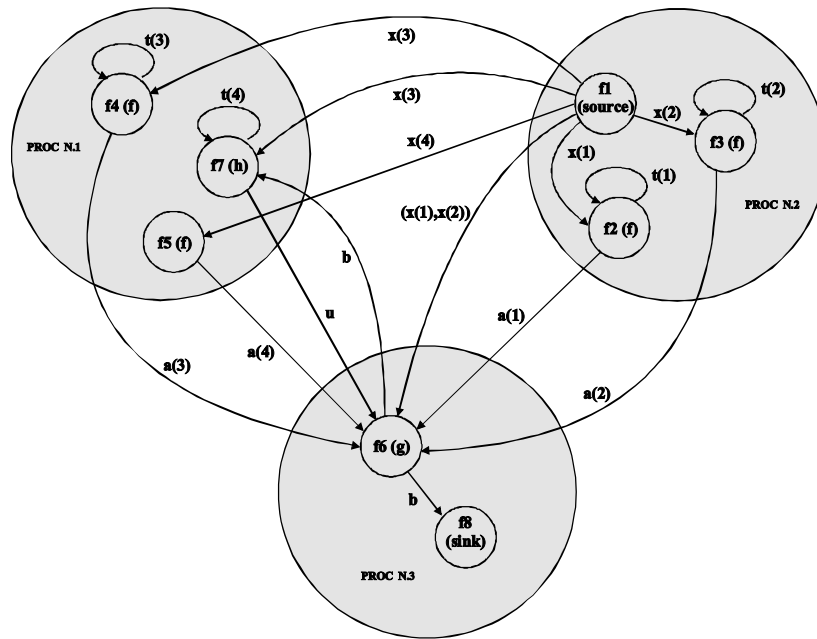 t(3)
x(3)
f4 (f)
t(4)
x(3)
f1
(source)
t(2)
x(2)
f3 (f)
PROC N.1
f7 (h)
x(4)
x(1)
t(1)
PROC N.2
f5 (f)
(x(1),x(2))
f2 (f)
b
u
a(1)
a(4)
a(3)
a(2)
f6 (g)
b
f8
(sink)
PROC N.3